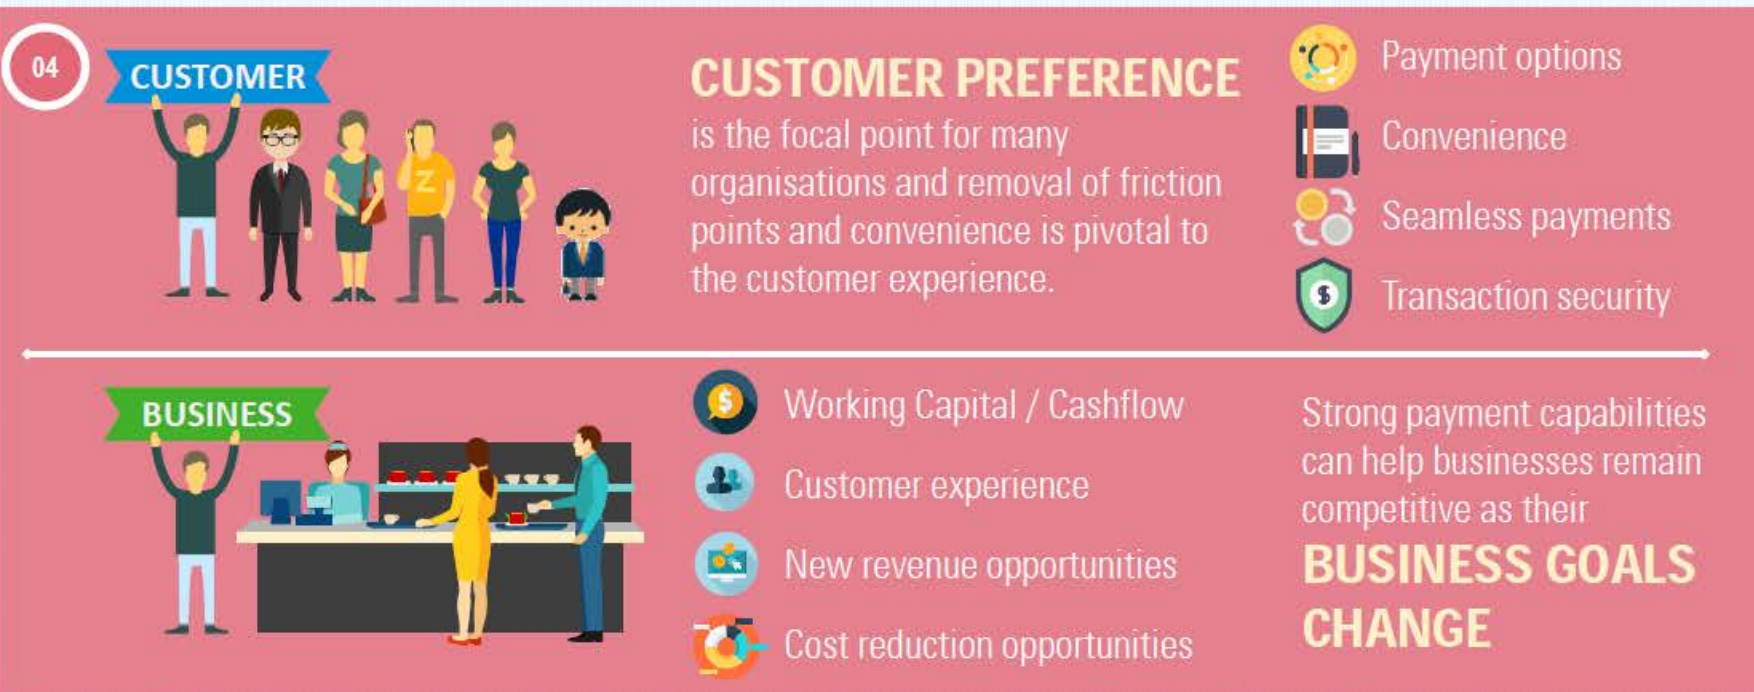 04
CUSTOMER
Z
CUSTOMER PREFERENCE
is the focal point for many
organisations and removal of friction
points and convenience is pivotal to
the customer experience.
Payment options
Convenience
Seamless payments
$
Transaction security
BUSINESS
$
Working Capital / Cashflow
Customer experience
New revenue opportunities
Cost reduction opportunities
Strong payment capabilities
can help businesses remain
competitive as their
BUSINESS GOALS
CHANGE